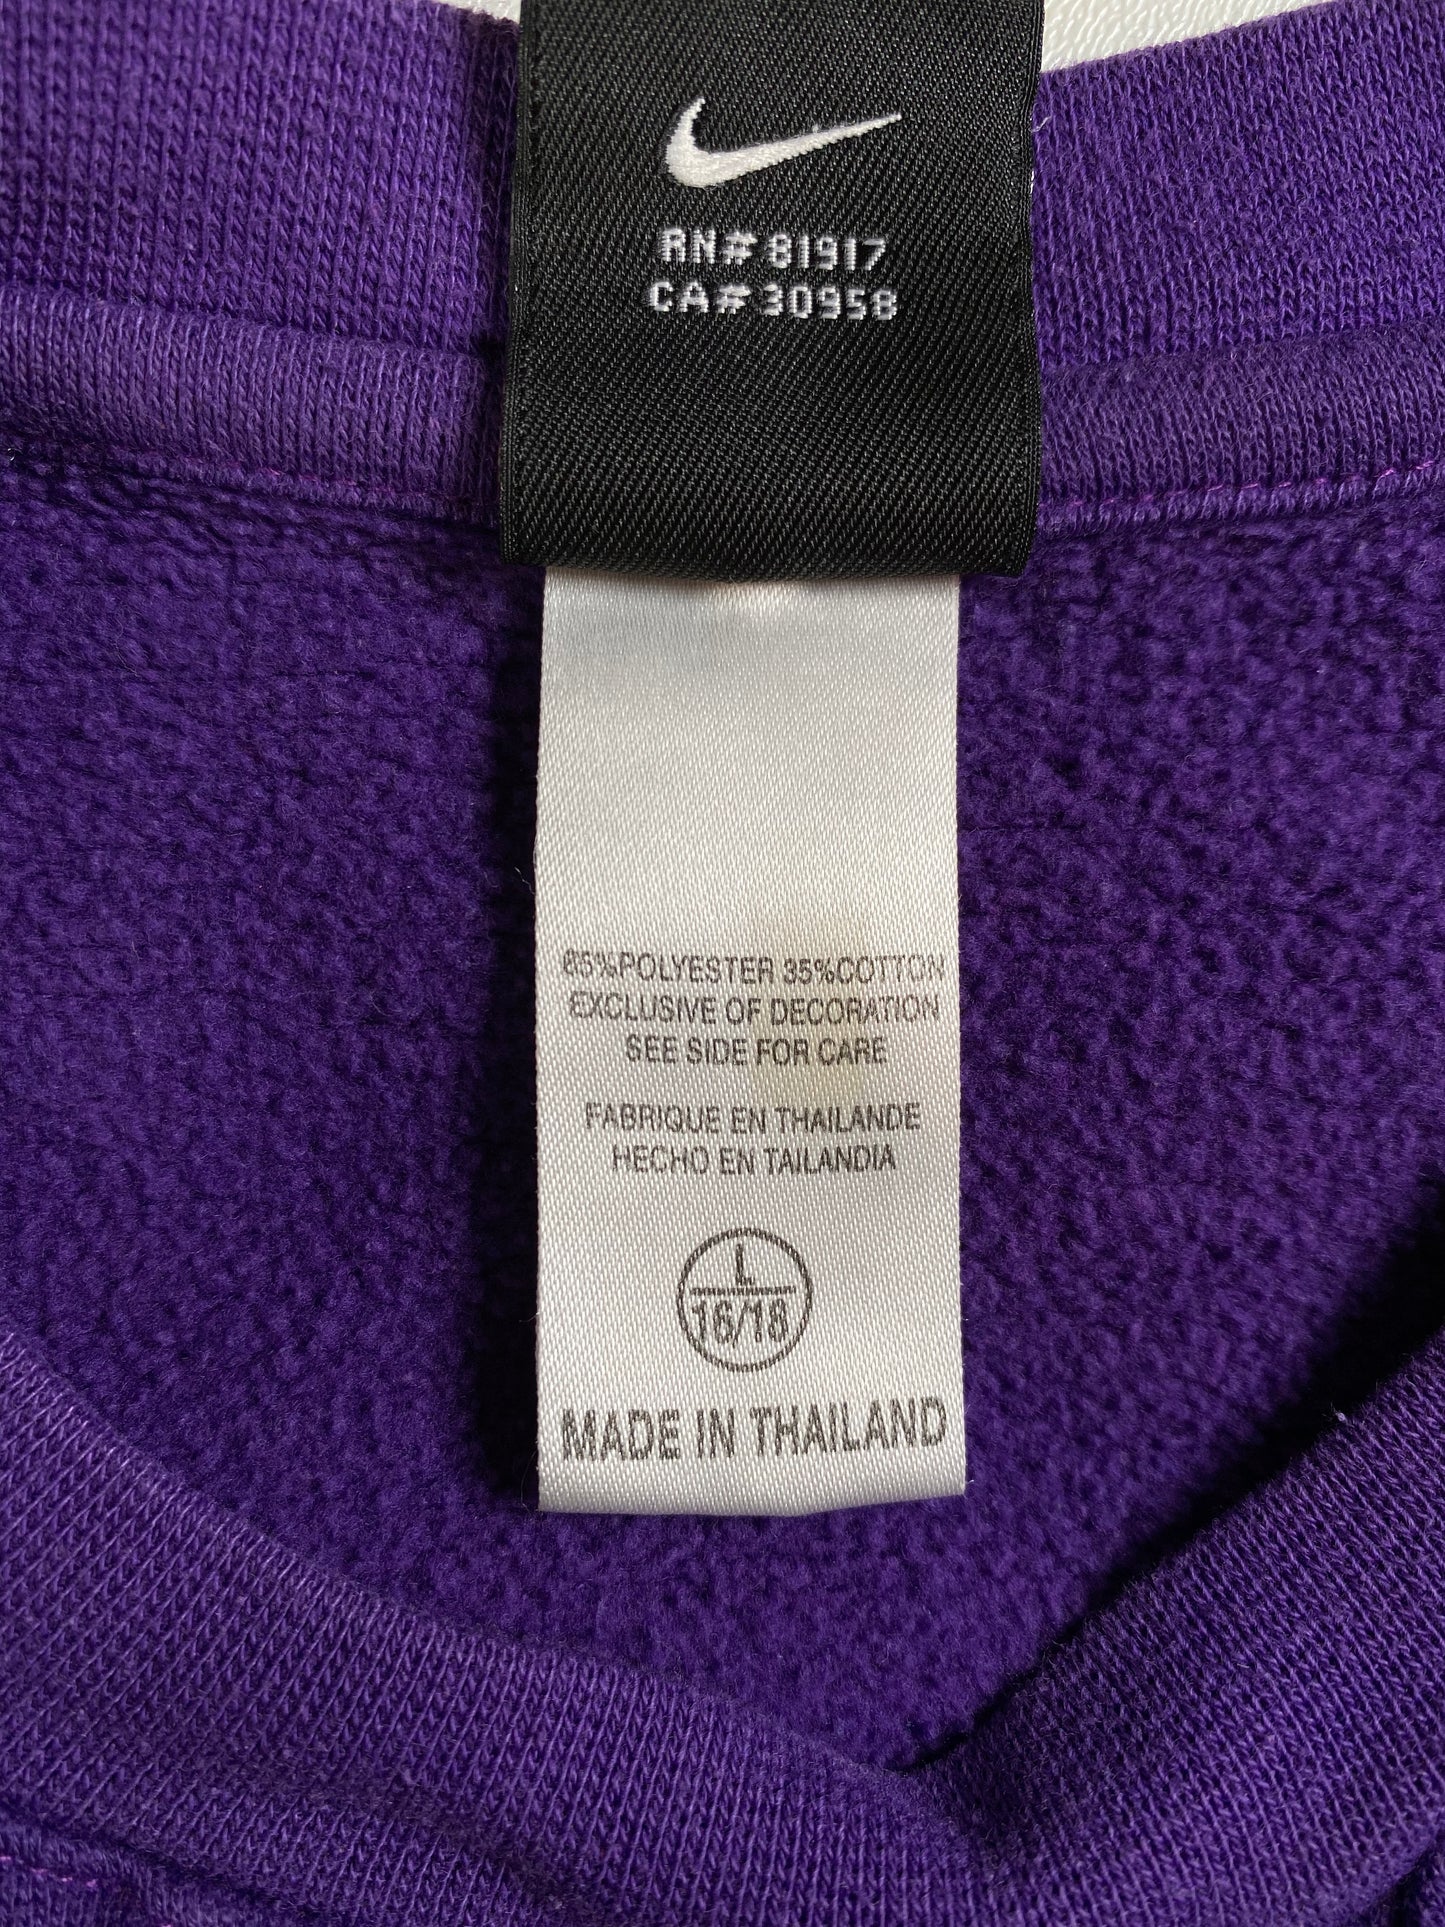 RN# 81917
CA# 30958
65%POLYESTER 35%COTTON
EXCLUSIVE OF DECORATION
SEE SIDE FOR CARE
FABRIQUE EN THAILANDE
HECHO EN TAILANDIA
L
16/18
MADE IN THAILAND